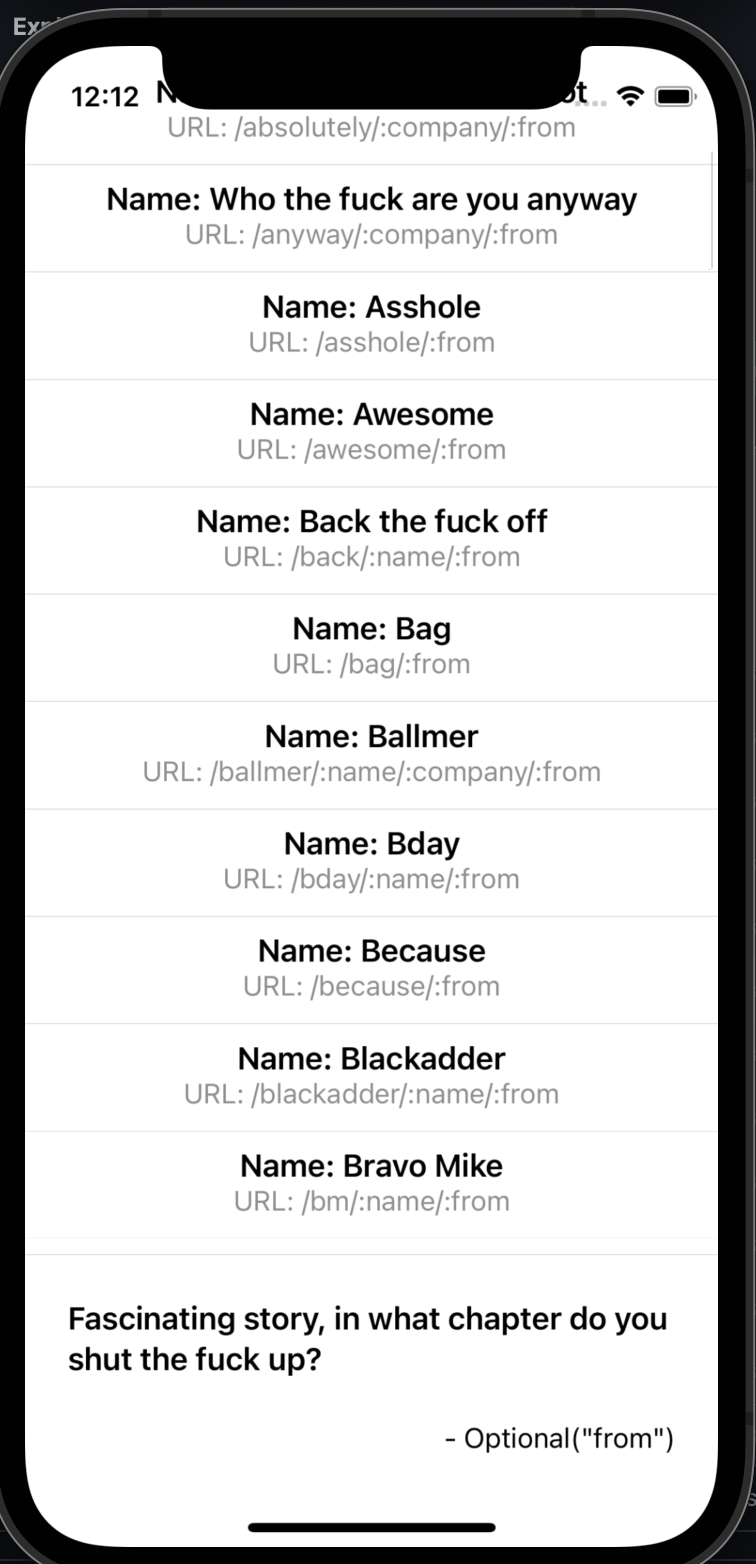 12:12
URL: /absolutely/:company/:from
Name: Who the fuck are you anyway
URL: /anyway/:company/:from
Name: Asshole
URL: /asshole/:from
Name: Awesome
URL: /awesome/:from
Name: Back the fuck off
URL: /back/:name/:from
Name: Bag
URL: /bag/:from
Name: Ballmer
URL: /ballmer/:name/:company/:from
Name: Bday
URL: /bday/:name/:from
Name: Because
URL: /because/:from
Name: Blackadder
URL: /blackadder/:name/:from
Name: Bravo Mike
URL: /bm/:name/:from
Fascinating story, in what chapter do you
shut the fuck up?
- Optional("from")